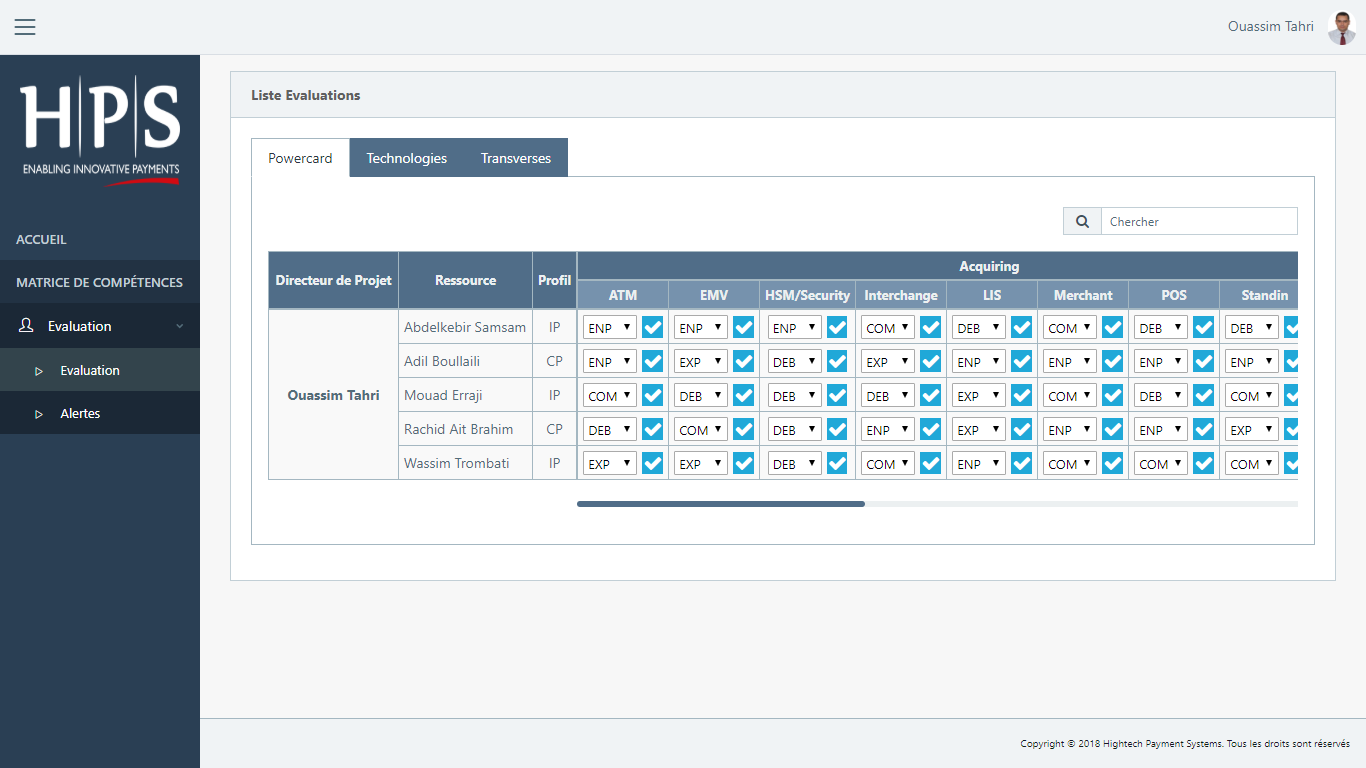 Ouassim Tahri
H|P|S
ENABLING INNOVATIVE PAYMENTS
ACCUEIL
MATRICE DE COMPÉTENCES
Evaluation
Evaluation
Alertes
Liste Evaluations
Powercard Technologies Transverses
Chercher
Directeur de Projet Ressource Profil Acquiring
ATM EMV HSM/Security Interchange LIS Merchant POS Standin
Ouassim Tahri
Abdelkebir Samsam IP ENP ENP ENP COM DEB COM DEB DEB
Adil Boullaili CP ENP EXP DEB EXP ENP ENP ENP ENP
Mouad Erraji IP COM DEB DEB DEB EXP COM DEB COM
Rachid Ait Brahim CP DEB COM DEB ENP EXP ENP ENP EXP
Wassim Trombati IP EXP EXP DEB COM ENP COM COM COM
Copyright © 2018 Hightech Payment Systems. Tous les droits sont réservés